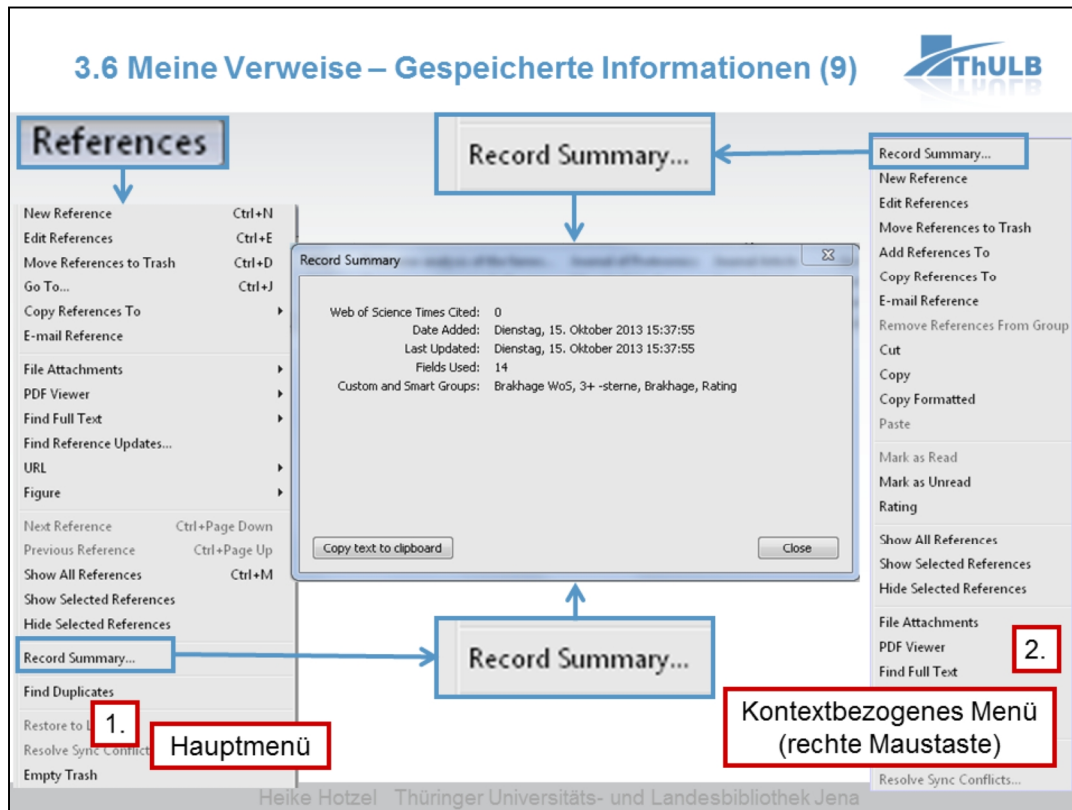 3.6 Meine Verweise – Gespeicherte Informationen (9)
ThULB
References
New Reference Ctrl+N
Edit References Ctrl+E
Move References to Trash Ctrl+D
Go To... Ctrl+J
Copy References To
E-mail Reference
File Attachments
PDF Viewer
Find Full Text
Find Reference Updates...
URL
Figure
Next Reference Ctrl+Page Down
Previous Reference Ctrl+Page Up
Show All References Ctrl+M
Show Selected References
Hide Selected References
Record Summary...
Find Duplicates
Restore to
Resolve Sync
Empty Trash
1.
Hauptmenü
Record Summary...
Record Summary
Web of Science Times Cited: 0
Date Added: Dienstag, 15. Oktober 2013 15:37:55
Last Updated: Dienstag, 15. Oktober 2013 15:37:55
Fields Used: 14
Custom and Smart Groups: Brakhage WoS, 3+ -sterne, Brakhage, Rating
Copy text to clipboard Close
Record Summary...
Record Summary...
New Reference
Edit References
Move References to Trash
Add References To
Copy References To
E-mail Reference
Remove References From Group
Cut
Copy
Copy Formatted
Paste
Mark as Read
Mark as Unread
Rating
Show All References
Show Selected References
Hide Selected References
File Attachments
PDF Viewer
Find Full Text
2.
Kontextbezogenes Menü
(rechte Maustaste)
Resolve Sync Conflicts...
Heike Hotzel Thüringer Universitäts- und Landesbibliothek Jena